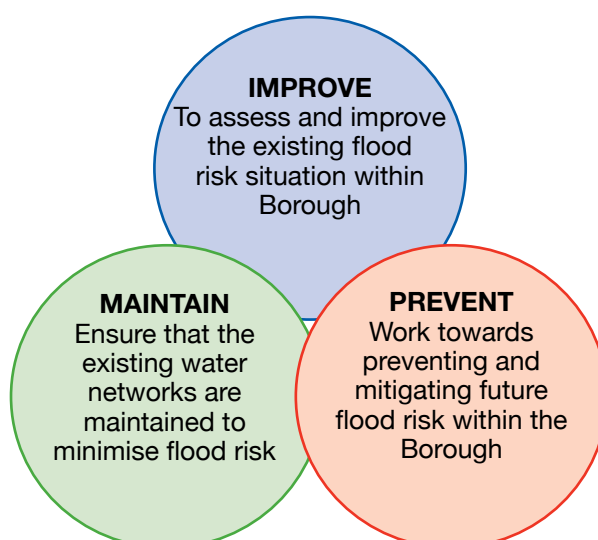 IMPROVE
To assess and improve
the existing flood
risk situation within
Borough
MAINTAIN
Ensure that the
existing water
networks are
maintained to
minimise flood risk
PREVENT
Work towards
preventing and
mitigating future
flood risk within the
Borough